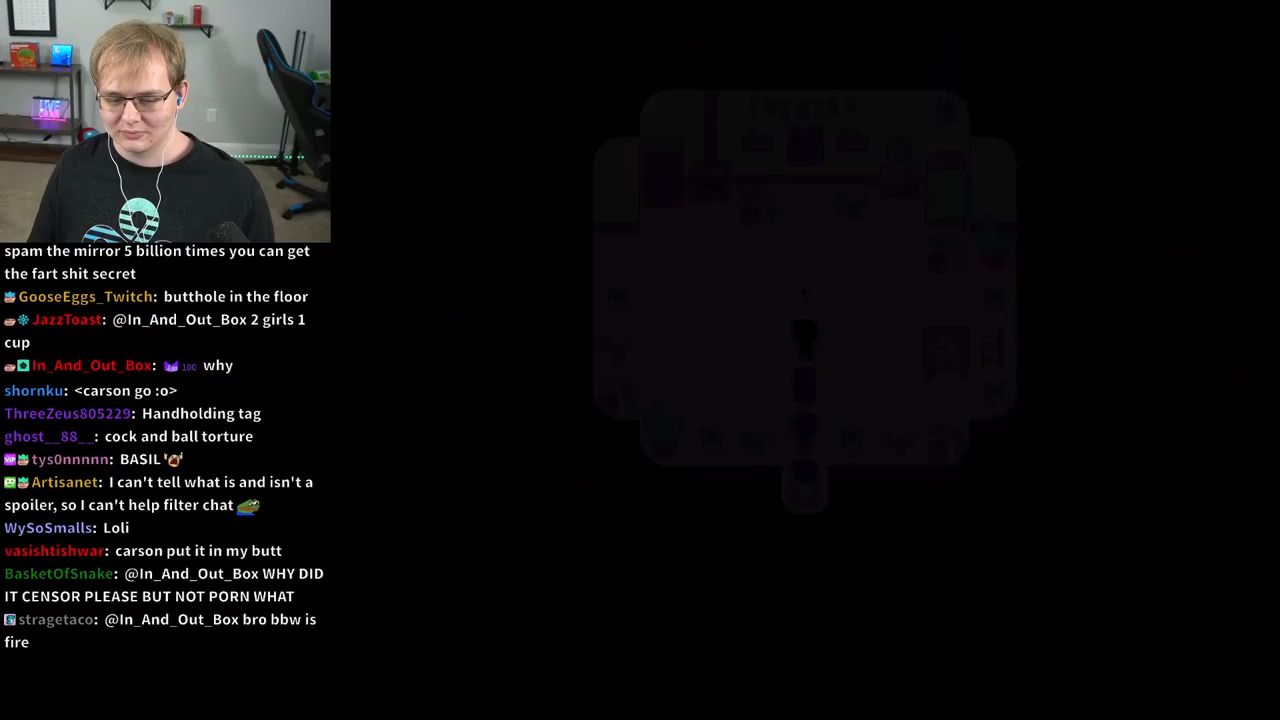 LIVE
ON AIR
spam the mirror 5 billion times you can get
the fart shit secret
GooseEggs_Twitch: butthole in the floor
JazzToast: @In_And_Out_Box 2 girls 1
cup
In_And_Out_Box: 100 why
shornku: <carson go :o>
ThreeZeus805229: Handholding tag
ghost__88__: cock and ball torture
VIP tys0nnnnn: BASIL
Artisanet: I can't tell what is and isn't a
spoiler, so I can't help filter chat
WySoSmalls: Loli
vasishtishwar: carson put it in my butt
BasketOfSnake: @In_And_Out_Box WHY DID
IT CENSOR PLEASE BUT NOT PORN WHAT
stragetaco: @In_And_Out_Box bro bbw is
fire